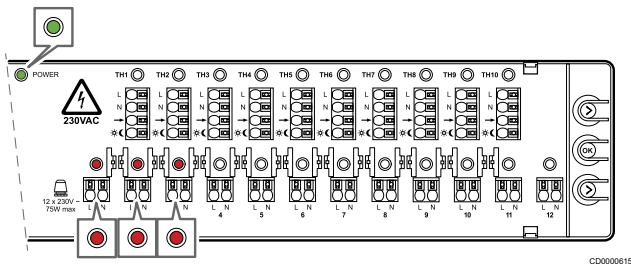 POWER
TH1 TH2 TH3 TH4 TH5 TH6 TH7 TH8 TH9 TH10
L L L L L L L L L L
N N N N N N N N N N
230VAC
OK
12 x 230V ~
75W max
L N L N L N L N L N L N L N L N L N L N L N L N
4 5 6 7 8 9 10 11 12
CD0000615